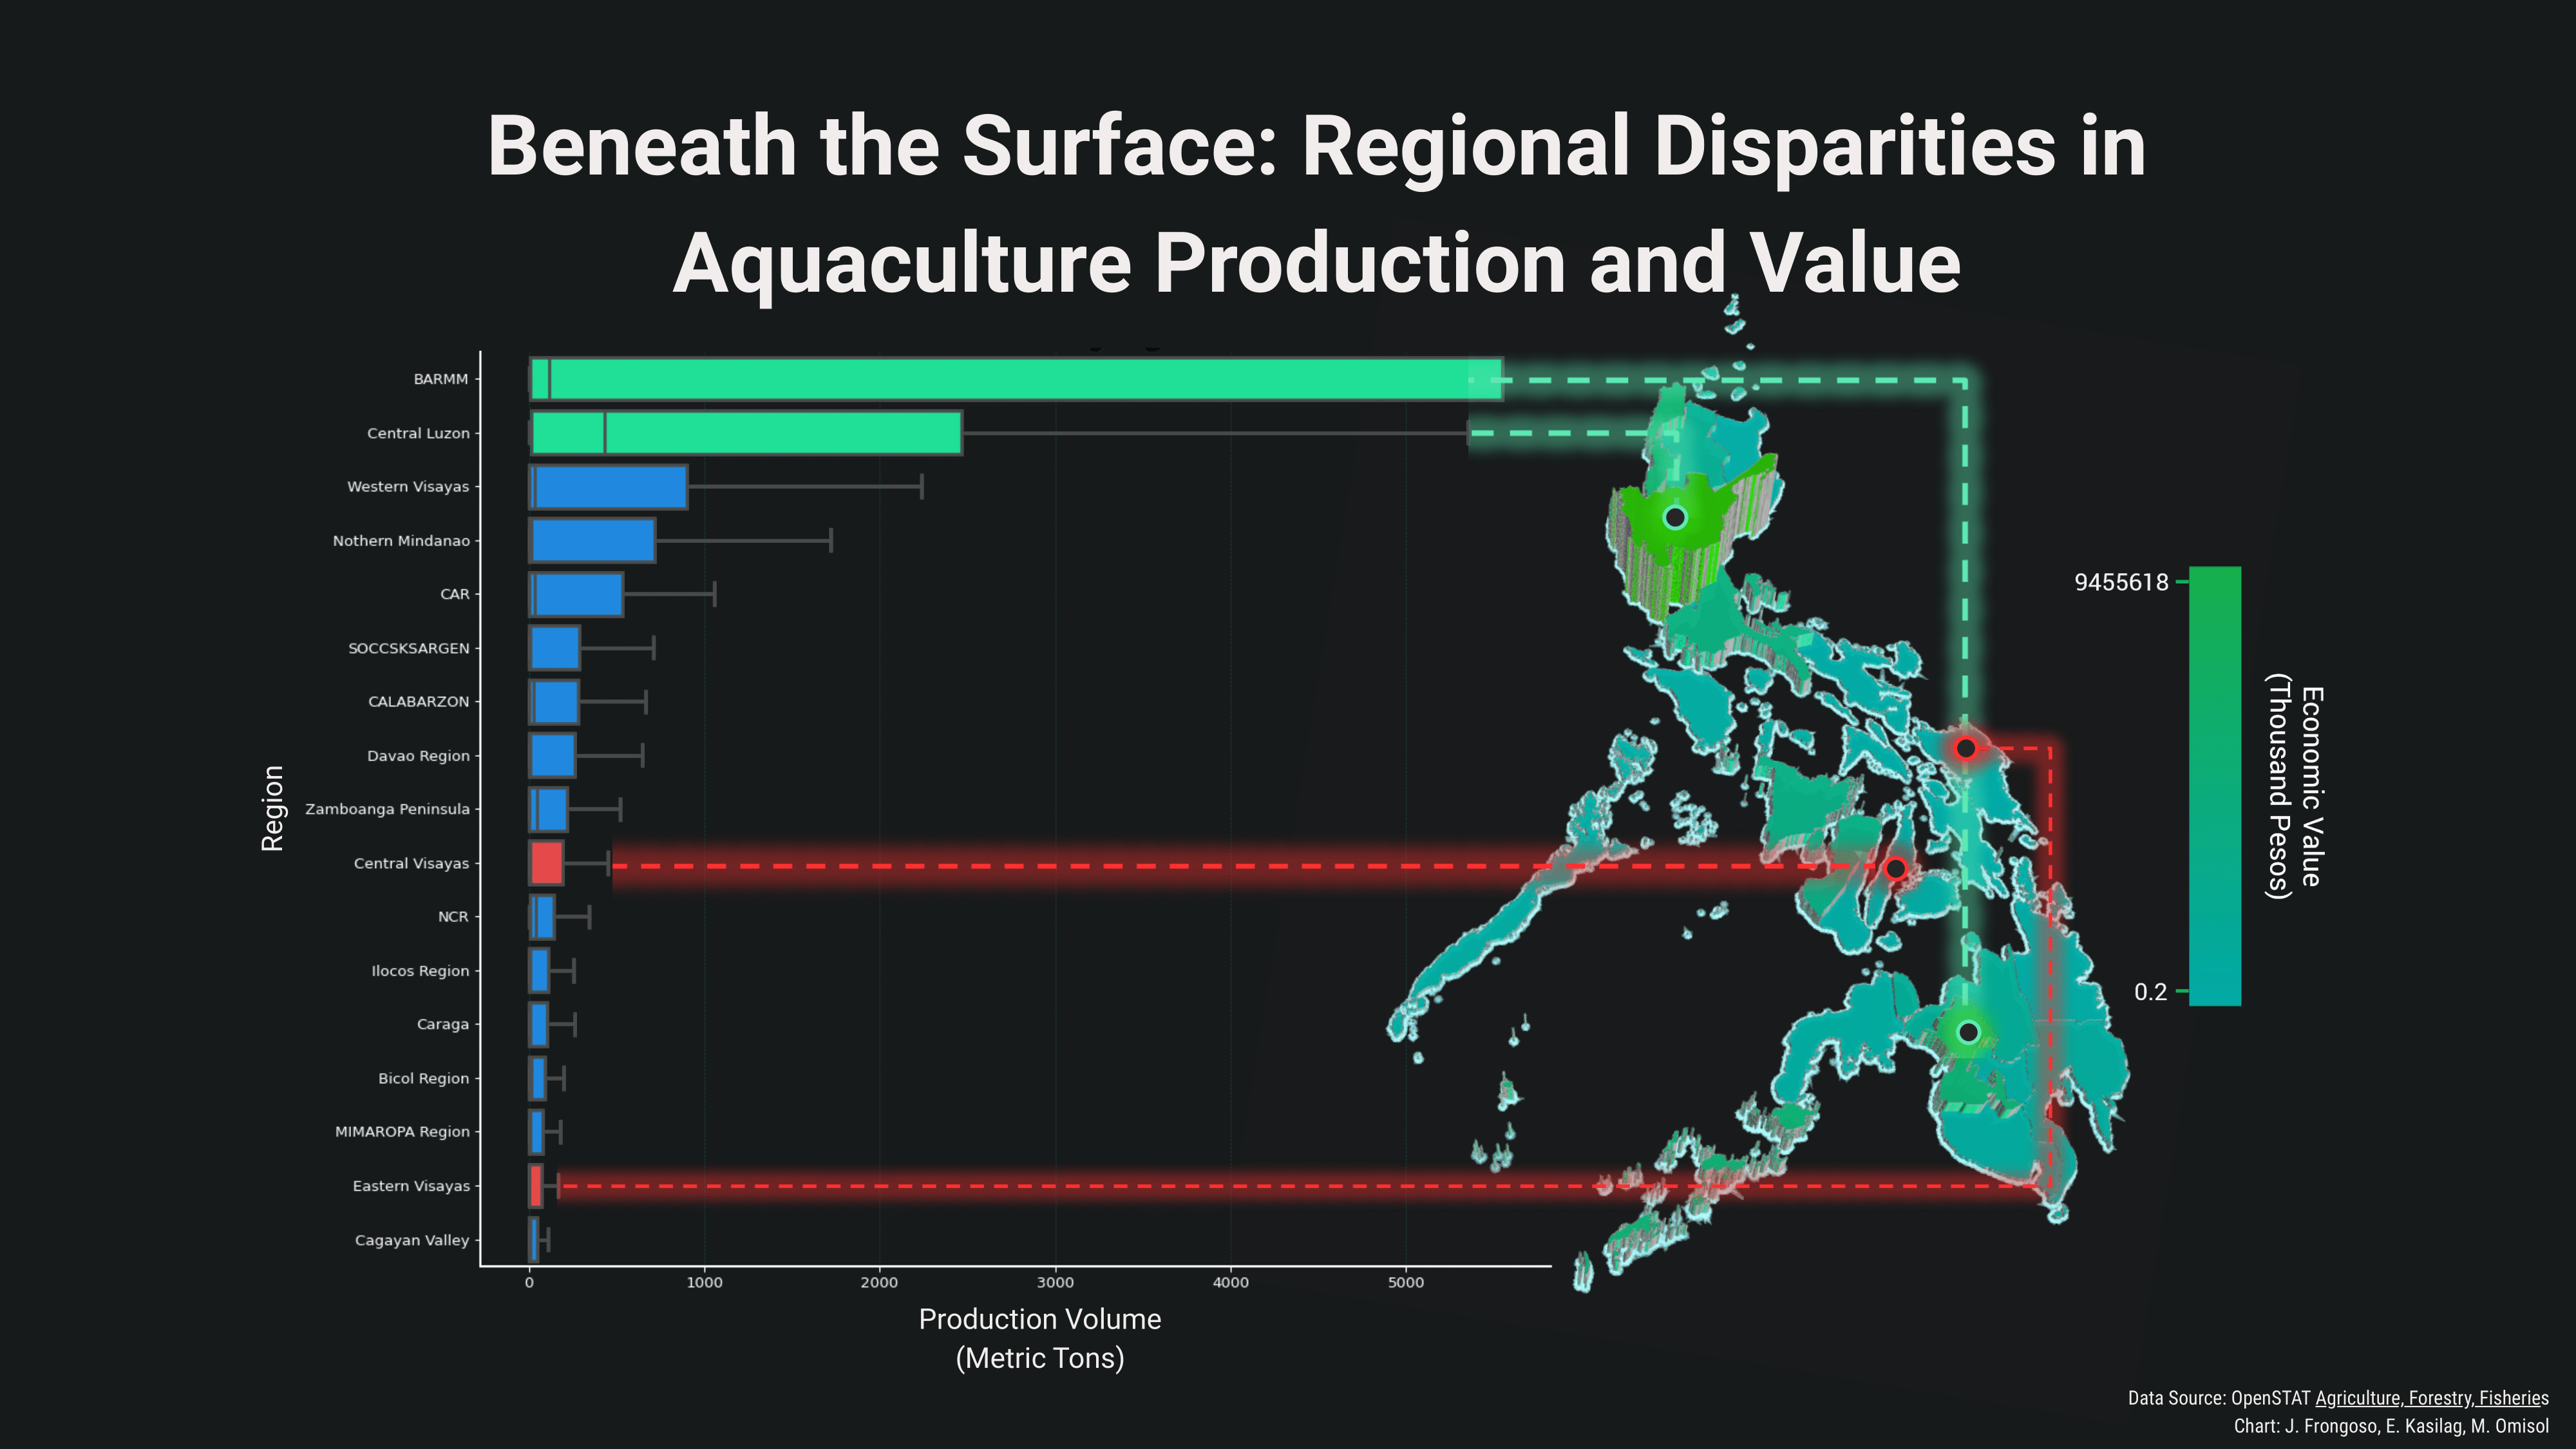 Beneath the Surface: Regional Disparities in
Aquaculture Production and Value
Region
BARMM
Central Luzon
Western Visayas
Nothern Mindanao
CAR
SOCCSKSARGEN
CALABARZON
Davao Region
Zamboanga Peninsula
Central Visayas
NCR
Ilocos Region
Caraga
Bicol Region
MIMAROPA Region
Eastern Visayas
Cagayan Valley
0 1000 2000 3000 4000 5000
Production Volume
(Metric Tons)
9455618
0.2
Economic Value
(Thousand Pesos)
Data Source: OpenSTAT Agriculture, Forestry, Fisheries
Chart: J. Frongoso, E. Kasilag, M. Omisol